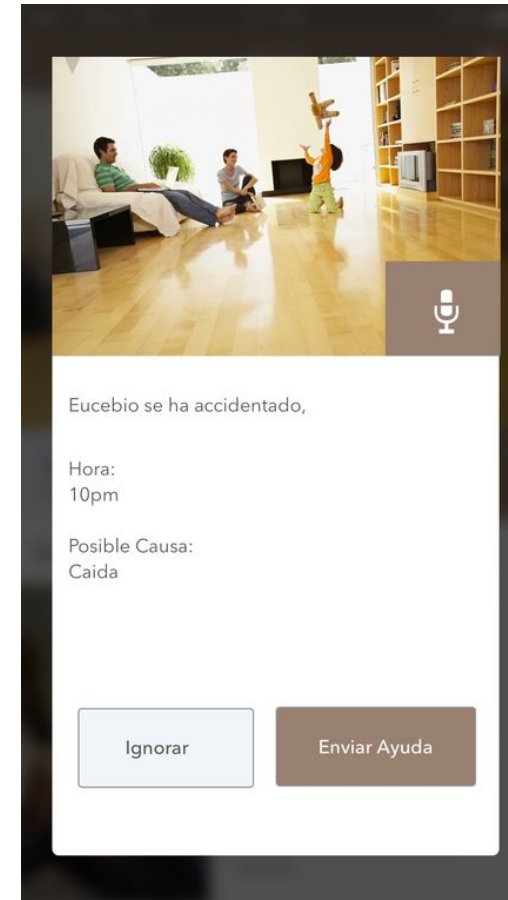 Eucebio se ha accidentado,
Hora:
10pm
Posible Causa:
Caida
Ignorar
Enviar Ayuda